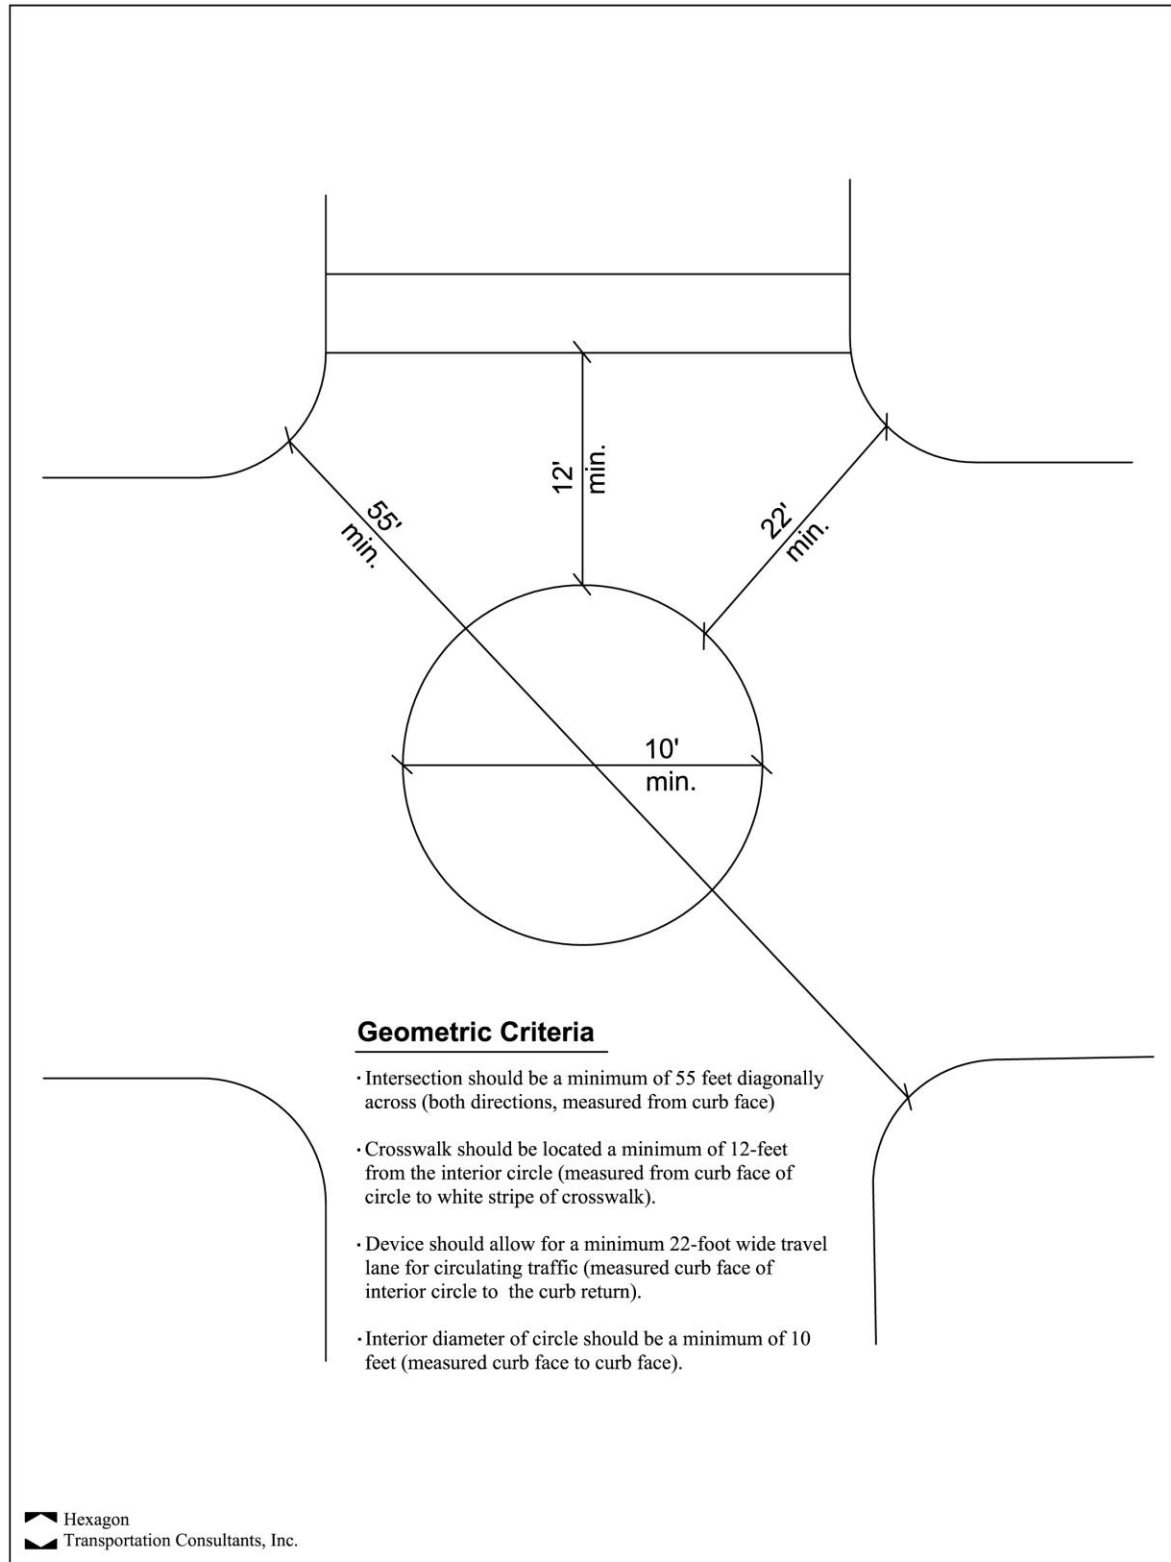 12'
min.
55'
min.
22'
min.
10'
min.
Geometric Criteria
· Intersection should be a minimum of 55 feet diagonally
across (both directions, measured from curb face)
· Crosswalk should be located a minimum of 12-feet
from the interior circle (measured from curb face of
circle to white stripe of crosswalk).
· Device should allow for a minimum 22-foot wide travel
lane for circulating traffic (measured curb face of
interior circle to the curb return).
· Interior diameter of circle should be a minimum of 10
feet (measured curb face to curb face).
Hexagon
Transportation Consultants, Inc.